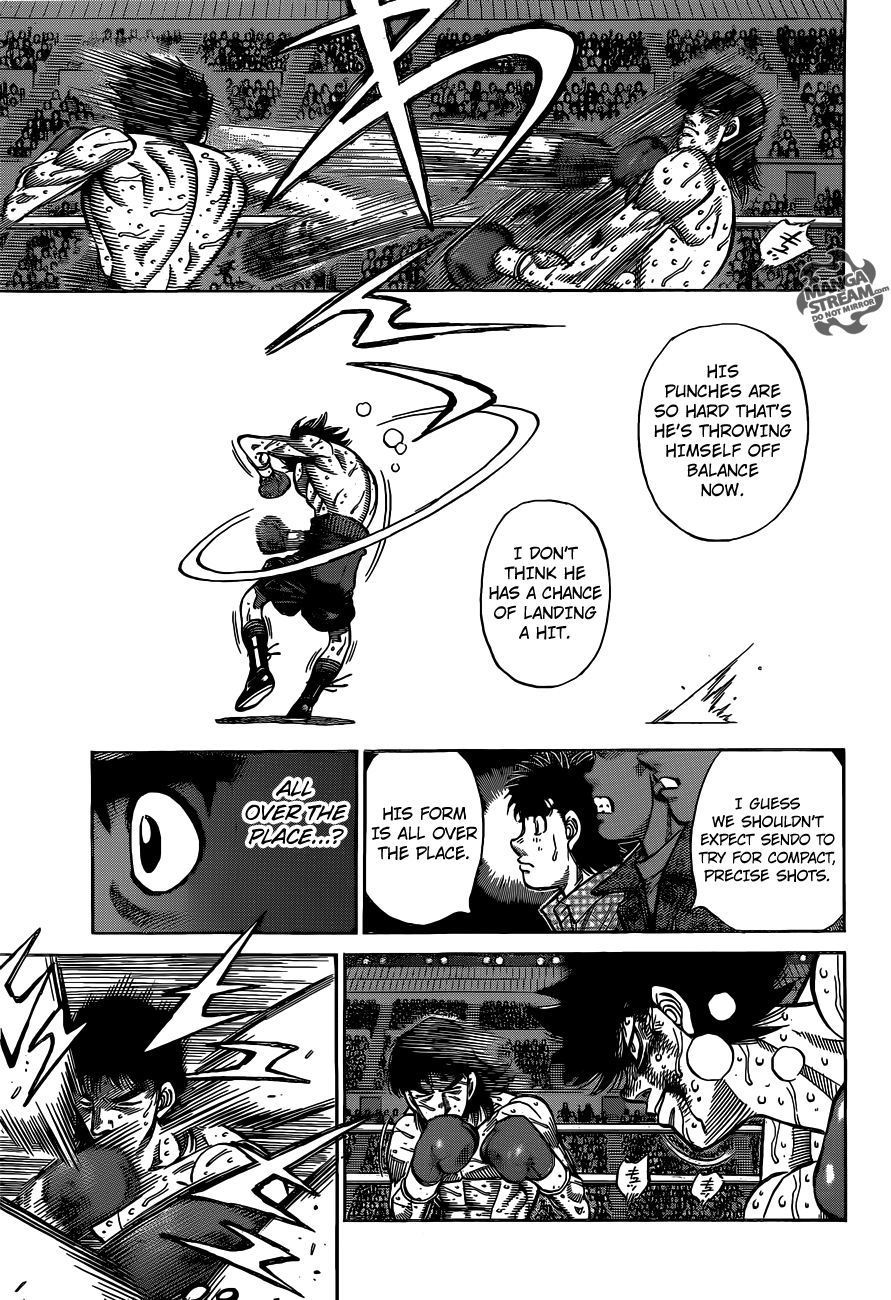 MANGA
STREAM.com
DO NOT MIRROR
HIS
PUNCHES ARE
SO HARD THAT'S
HE'S THROWING
HIMSELF OFF
BALANCE
NOW.
I DON'T
THINK HE
HAS A CHANCE
OF LANDING
A HIT.
I GUESS
WE SHOULDN'T
EXPECT SENDO TO
TRY FOR COMPACT,
PRECISE SHOTS.
HIS FORM
IS ALL OVER
THE PLACE.
ALL
OVER THE
PLACE...?